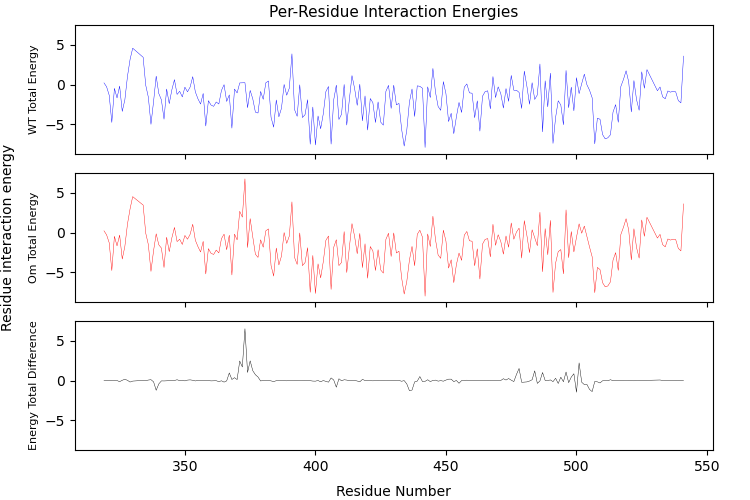 Per-Residue Interaction Energies
Residue interaction energy
WT Total Energy
5
0
−5
Om Total Energy
5
0
−5
Energy Total Difference
5
0
−5
350
400
450
500
550
Residue Number